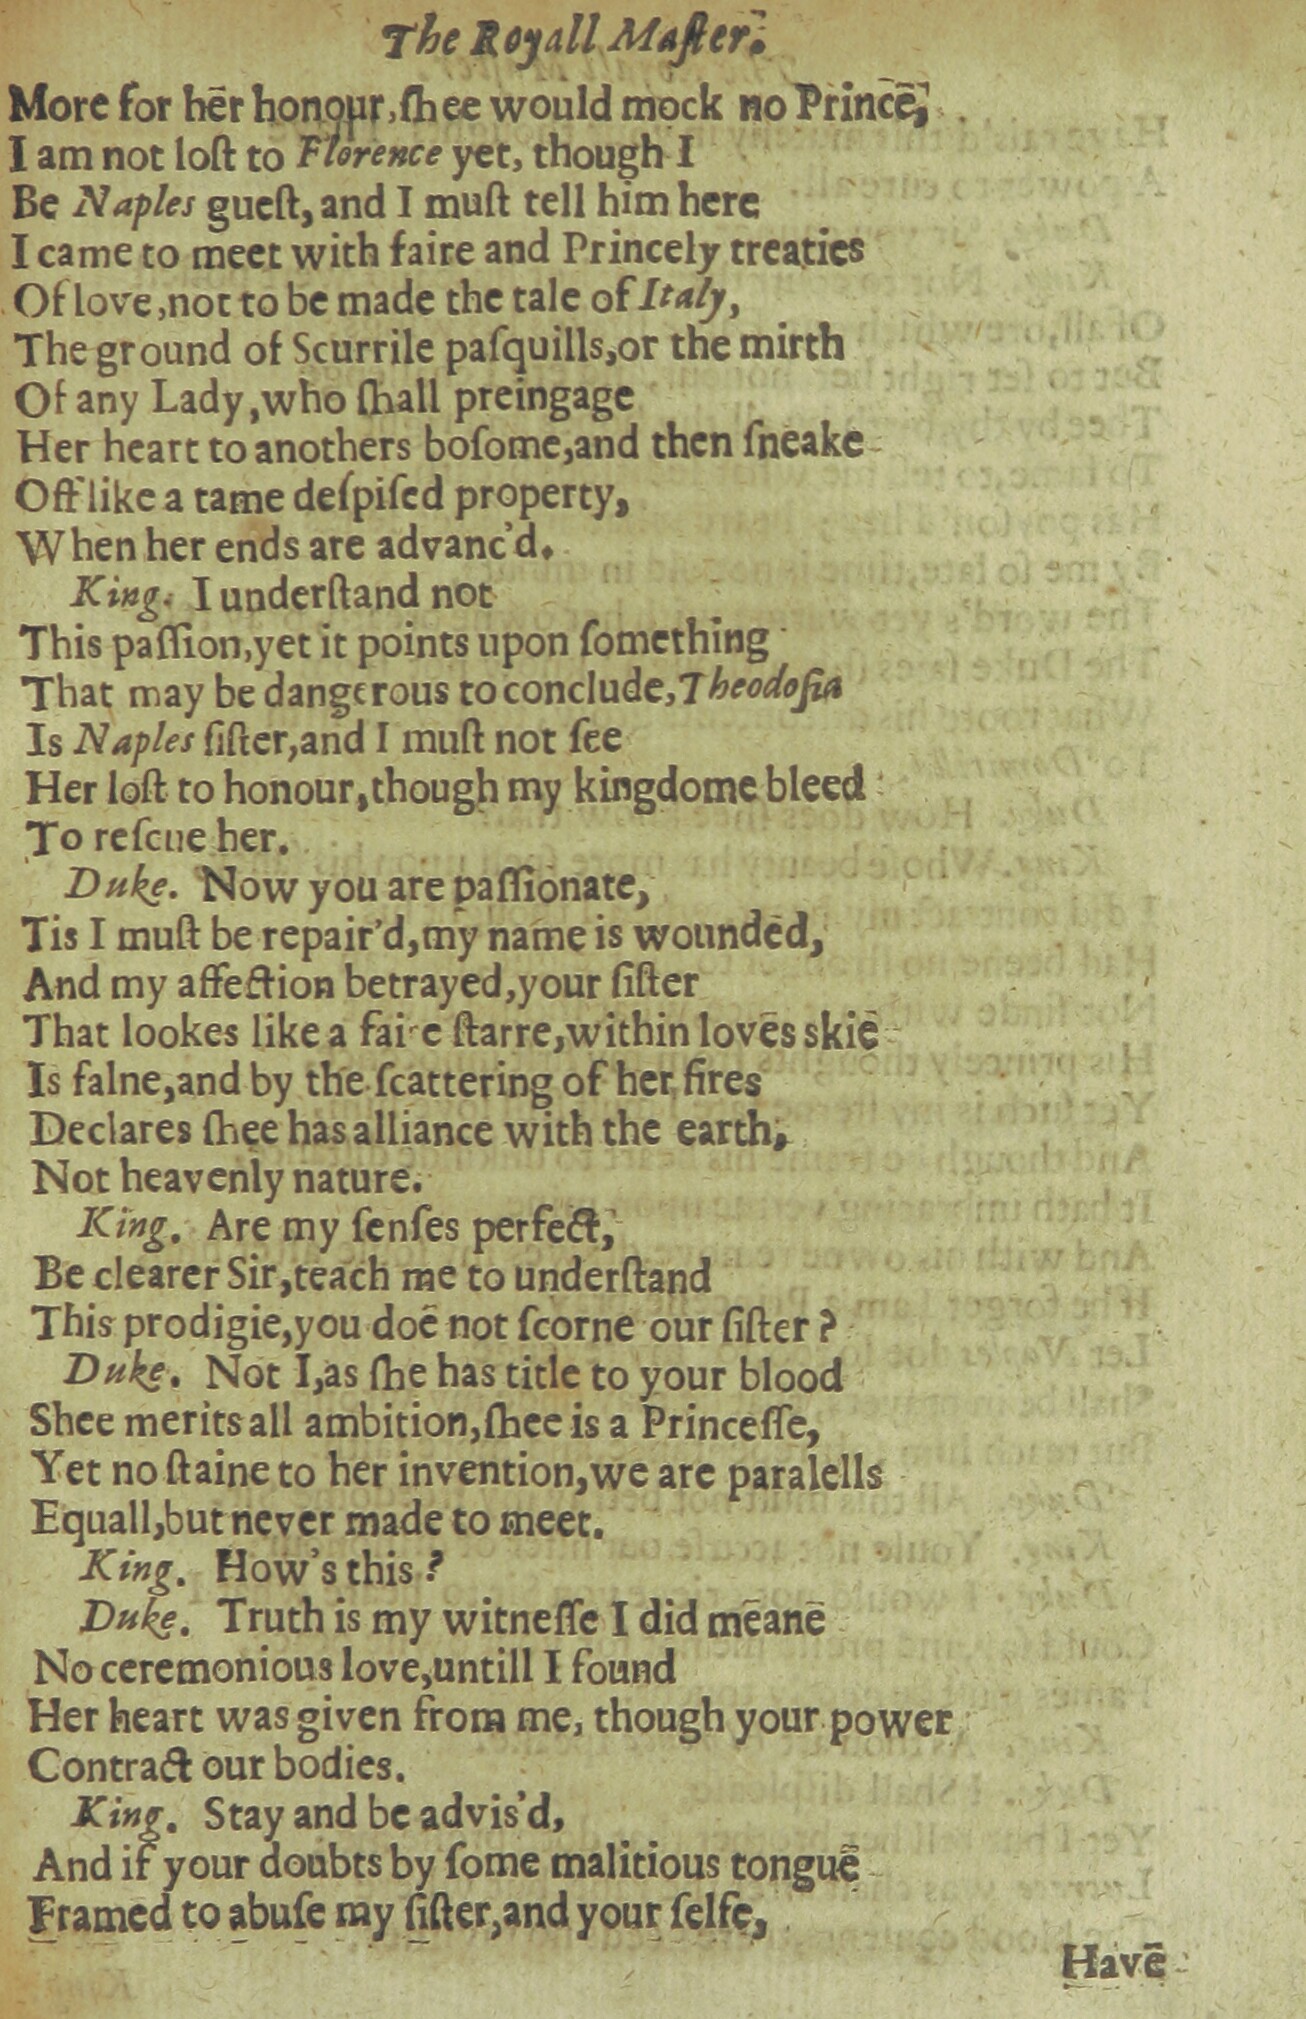 The Royall Maſter.
More for hēr honour, ſhee would mock no Princē,
I am not loſt to Florence yet, though I
Be Naples gueſt, and I muſt tell him here
I came to meet with faire and Princely treaties
Of love, not to be made the tale of Italy,
The ground of Scurrile paſquills, or the mirth
Of any Lady, who ſhall preingage
Her heart to anothers boſome, and then ſneake
Off like a tame deſpiſed property,
When her ends are advanc'd.
King. I underſtand not
This paſſion, yet it points upon ſomething
That may be dangerous to conclude, Theodoſia
Is Naples ſiſter, and I muſt not ſee
Her loſt to honour, though my kingdome bleed
To reſcue her.
Duke. Now you are paſſionate,
Tis I muſt be repair'd, my name is woundēd,
And my affection betrayed, your ſiſter
That lookes like a faire ſtarre, within lovēs skiē
Is falne, and by the ſcattering of her fires
Declares ſhee has alliance with the earth,
Not heavenly nature.
King. Are my ſenſes perfect,
Be clearer Sir, teach me to underſtand
This prodigie, you doē not ſcorne our ſiſter?
Duke. Not I, as ſhe has title to your blood
Shee merits all ambition, ſhee is a Princeſſe,
Yet no ſtaine to her invention, we are paralells
Equall, but never made to meet.
King. How's this?
Duke. Truth is my witneſſe I did mēanē
No ceremonious love, untill I found
Her heart was given from me, though your power
Contract our bodies.
King. Stay and be advis'd,
And if your doubts by ſome malitious tonguē
Framed to abuſe my ſiſter, and your ſelfe,
Havē